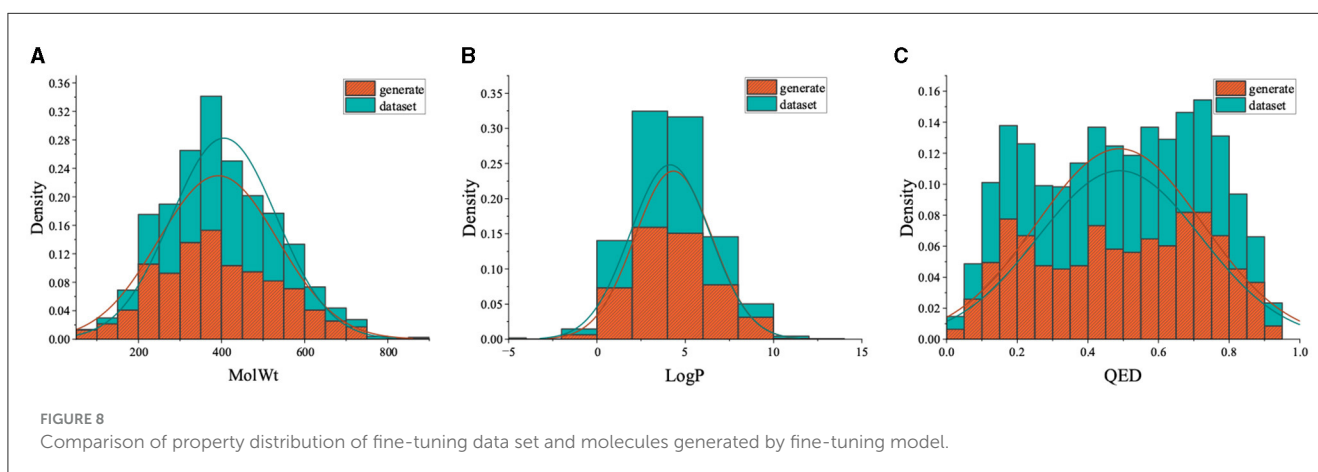 A
0.36
0.32
0.28
0.24
0.20
0.16
0.12
0.08
0.04
0.00
Density
200
400
600
800
MolWt
generate
dataset
B
0.35
0.30
0.25
0.20
0.15
0.10
0.05
0.00
Density
-5
0
5
10
15
LogP
generate
dataset
C
0.16
0.14
0.12
0.10
0.08
0.06
0.04
0.02
0.00
Density
0.0
0.2
0.4
0.6
0.8
1.0
QED
generate
dataset
FIGURE 8
Comparison of property distribution of fine-tuning data set and molecules generated by fine-tuning model.